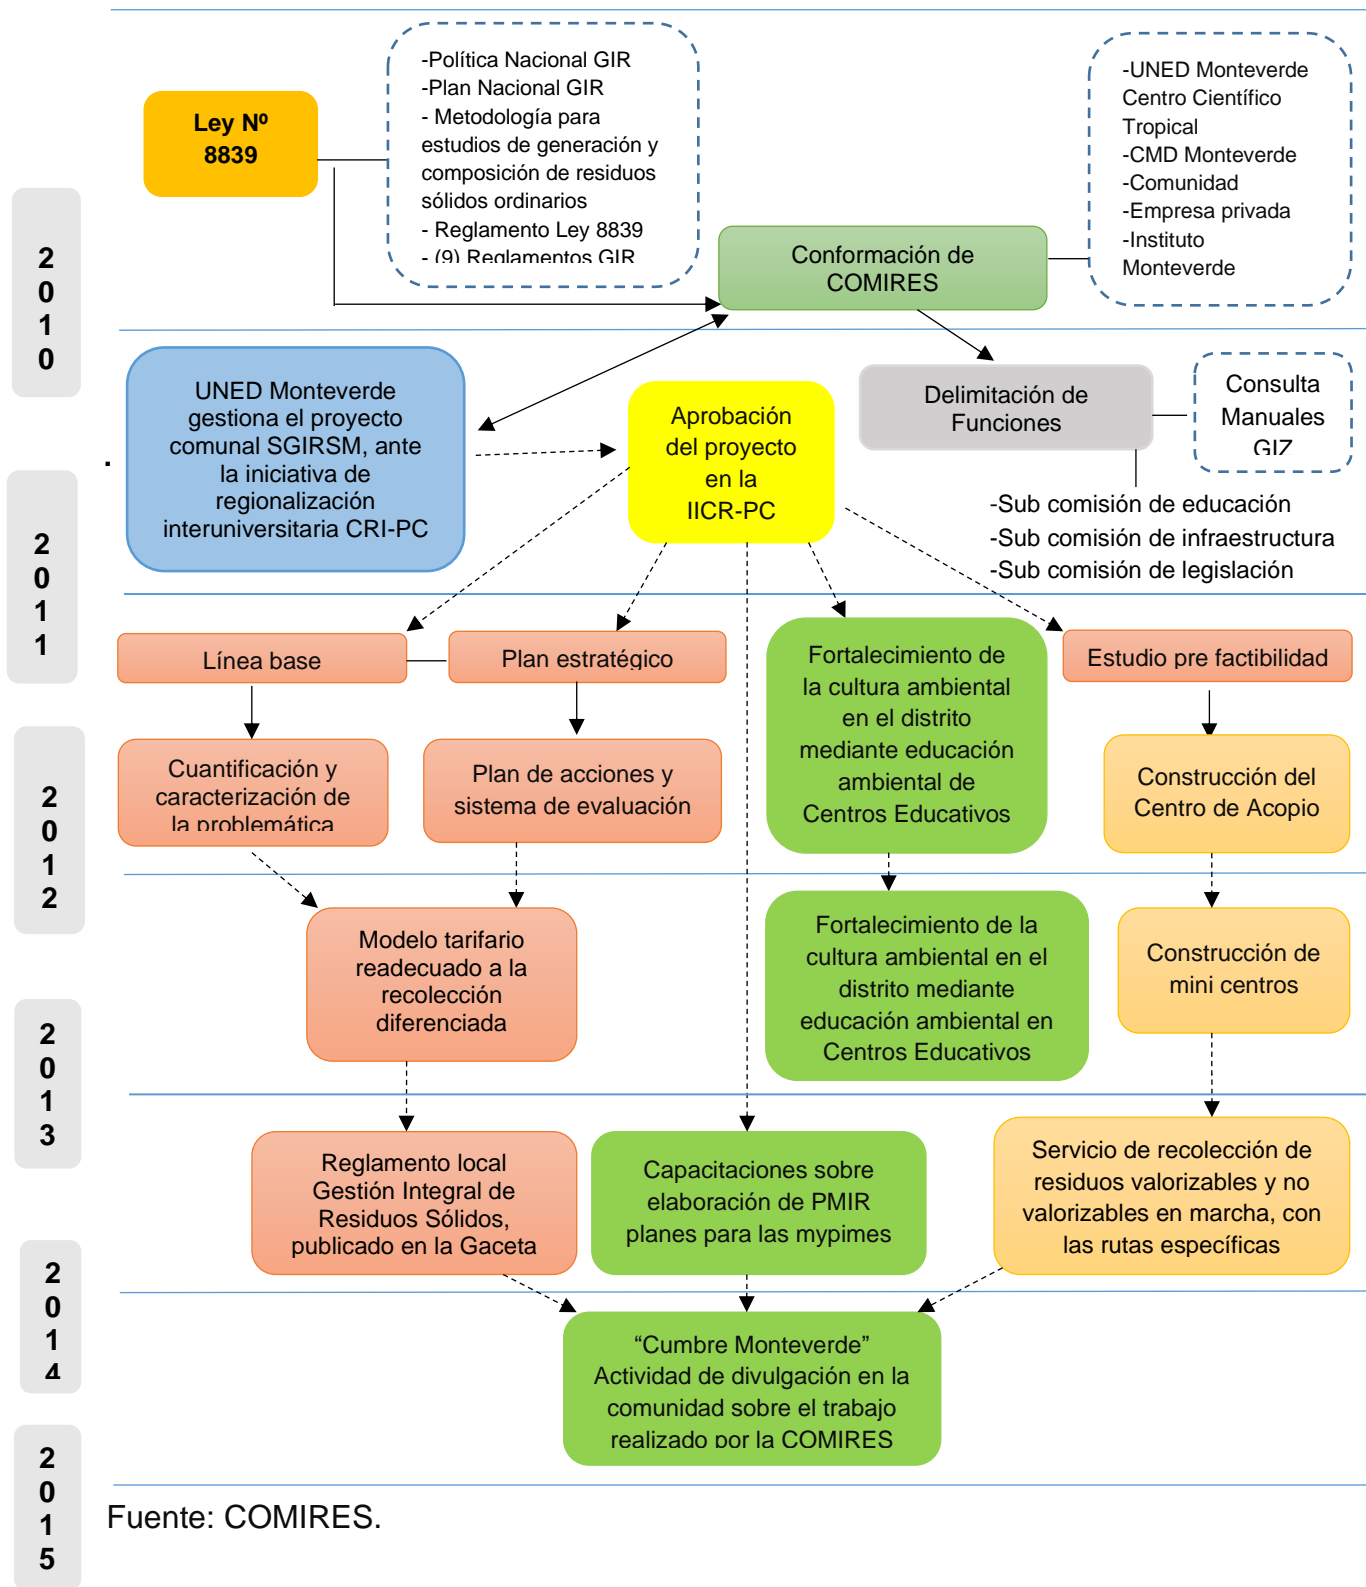 -Política Nacional GIR
-Plan Nacional GIR
- Metodología para
estudios de generación y
composición de residuos
sólidos ordinarios
- Reglamento Ley 8839
- (9) Reglamentos GIR
Ley Nº
8839
-UNED Monteverde
Centro Científico
Tropical
-CMD Monteverde
-Comunidad
-Empresa privada
-Instituto
Monteverde
Conformación de
COMIRES
2
0
1
0
UNED Monteverde
gestiona el proyecto
comunal SGIRSM, ante
la iniciativa de
regionalización
interuniversitaria CRI-PC
.
Aprobación
del proyecto
en la
IICR-PC
Delimitación de
Funciones
Consulta
Manuales
GIZ
-Sub comisión de educación
-Sub comisión de infraestructura
-Sub comisión de legislación
2
0
1
1
Línea base
Plan estratégico
Fortalecimiento de
la cultura ambiental
en el distrito
mediante educación
ambiental de
Centros Educativos
Estudio pre factibilidad
Cuantificación y
caracterización de
la problemática
Plan de acciones y
sistema de evaluación
Construcción del
Centro de Acopio
2
0
1
2
Modelo tarifario
readecuado a la
recolección
diferenciada
Fortalecimiento de la
cultura ambiental en el
distrito mediante
educación ambiental en
Centros Educativos
Construcción de
mini centros
2
0
1
3
Reglamento local
Gestión Integral de
Residuos Sólidos,
publicado en la Gaceta
Capacitaciones sobre
elaboración de PMIR
planes para las mypimes
Servicio de recolección de
residuos valorizables y no
valorizables en marcha, con
las rutas específicas
2
0
1
4
“Cumbre Monteverde”
Actividad de divulgación en la
comunidad sobre el trabajo
realizado por la COMIRES
2
0
1
5
Fuente: COMIRES.